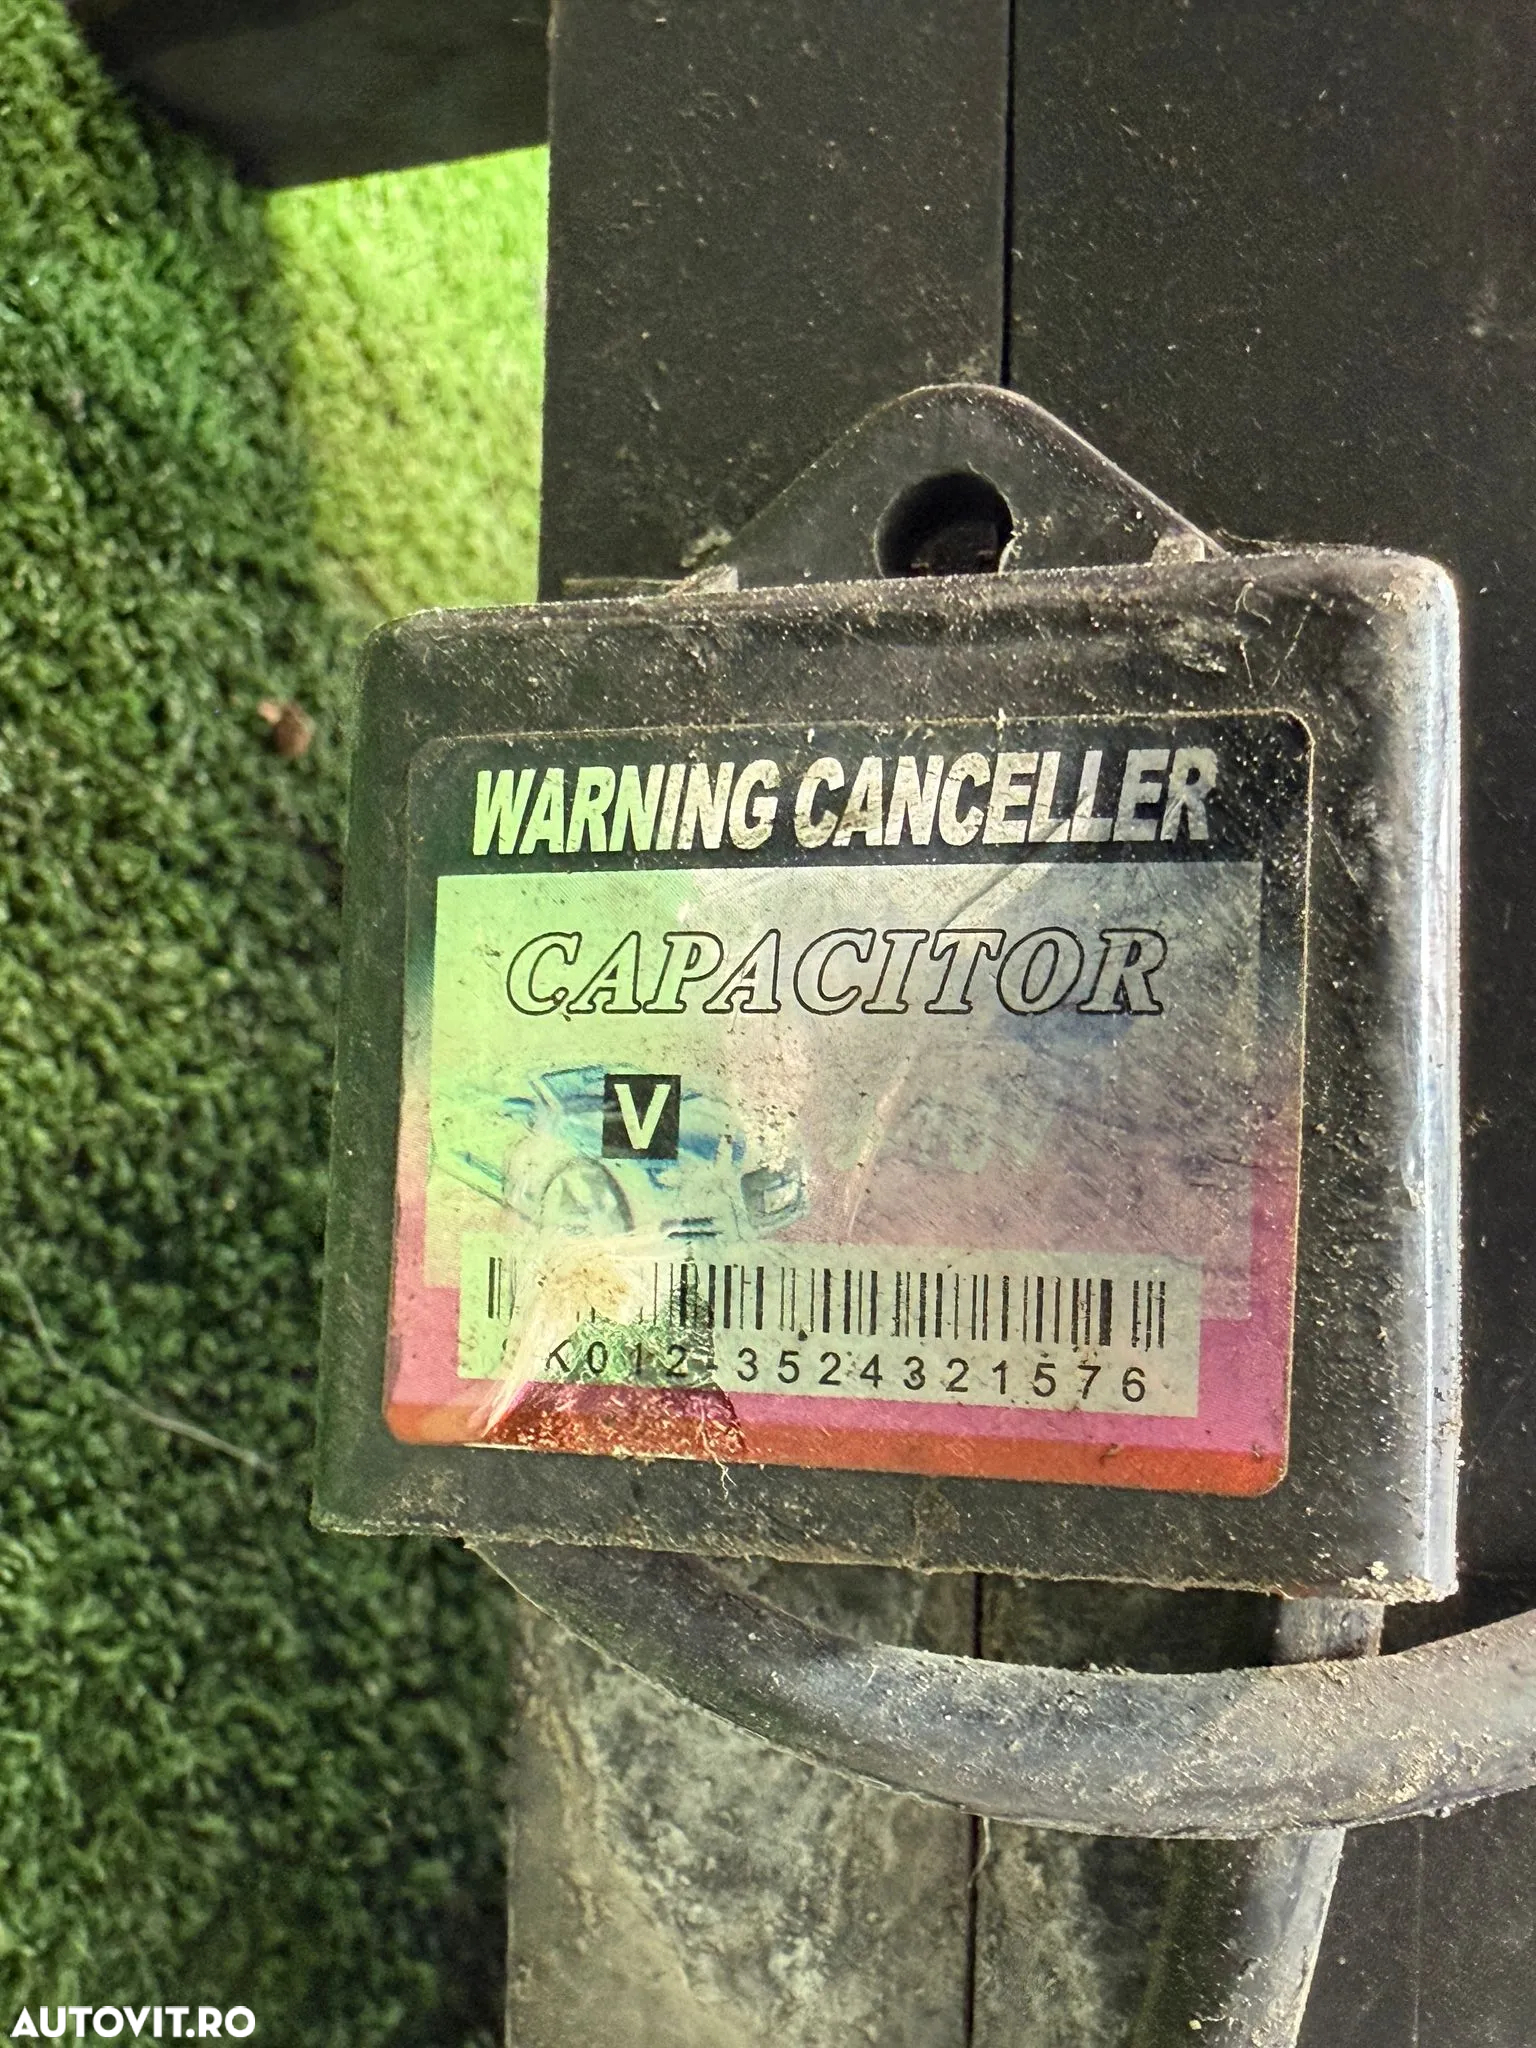 WARNING CANCELLER
CAPACITOR
V
K012-3524321576
AUTOVIT.RO